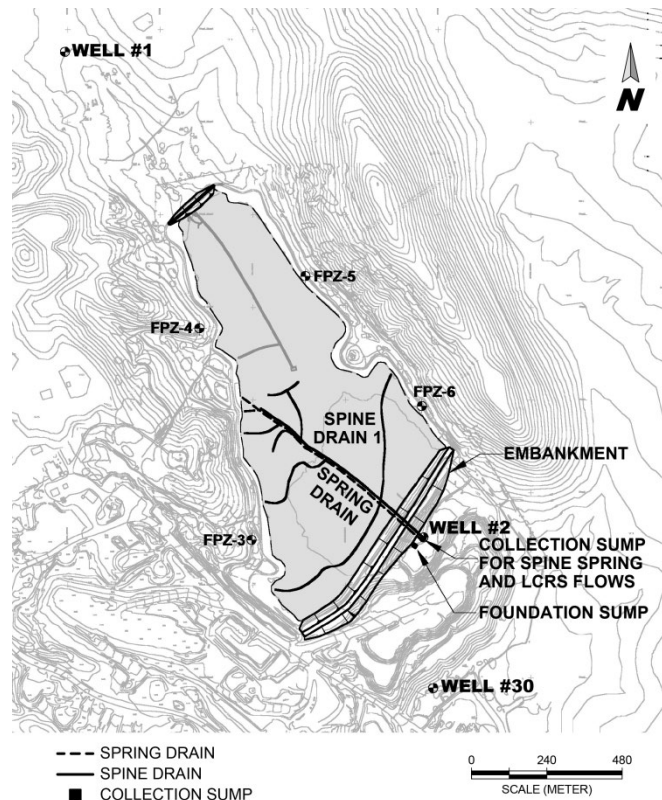 WELL #1
N
FPZ-5
FPZ-4
FPZ-6
SPINE
DRAIN 1
EMBANKMENT
SPRING
DRAIN
WELL #2
FPZ-3
COLLECTION SUMP
FOR SPINE SPRING
AND LCRS FLOWS
FOUNDATION SUMP
WELL #30
SPRING DRAIN
SPINE DRAIN
COLLECTION SUMP
0 240 480
SCALE (METER)